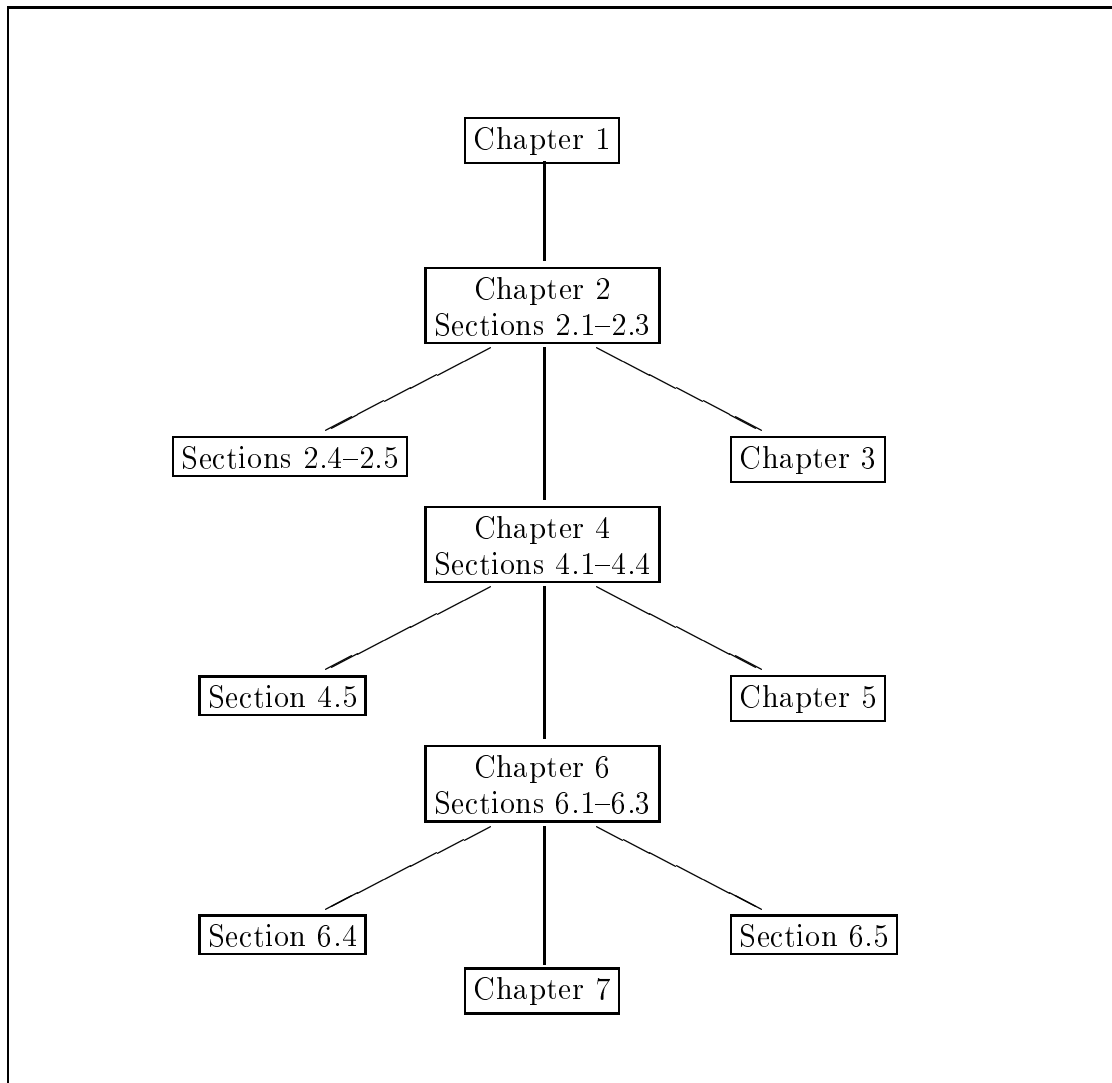 Chapter 1
Chapter 2
Sections 2.1–2.3
Sections 2.4–2.5
Chapter 3
Chapter 4
Sections 4.1–4.4
Section 4.5
Chapter 5
Chapter 6
Sections 6.1–6.3
Section 6.4
Section 6.5
Chapter 7